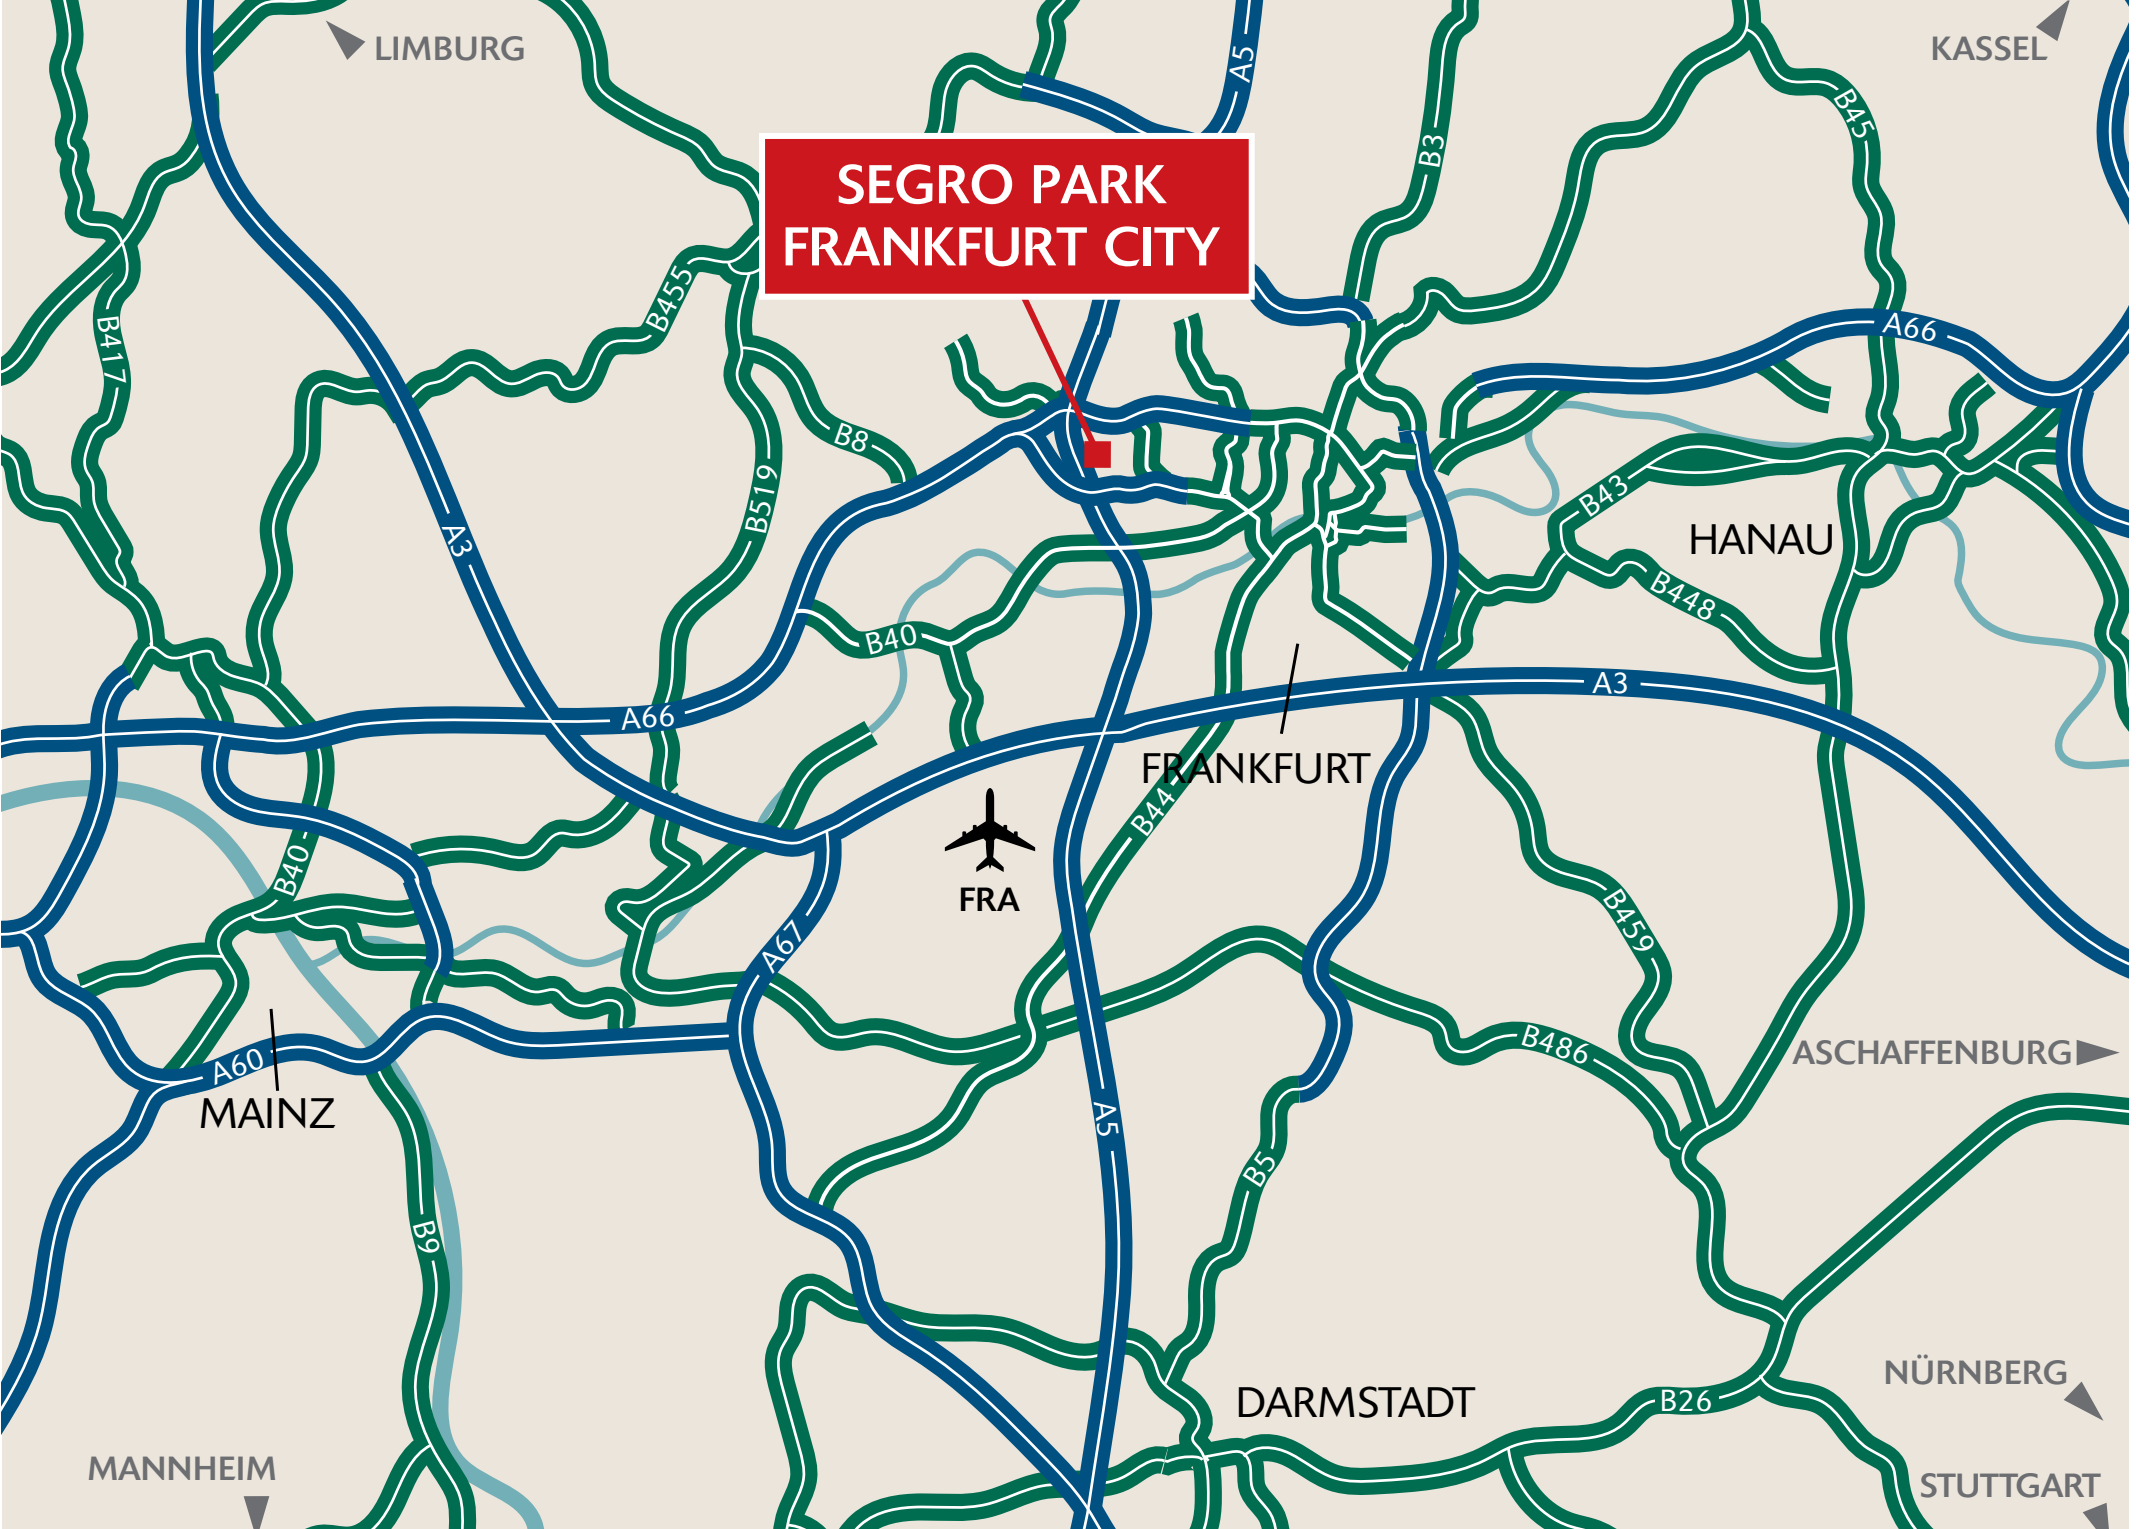 LIMBURG
KASSEL
A5
B3
B45
SEGRO PARK
FRANKFURT CITY
B455
B417
A66
B8
B519
A3
B43
HANAU
B448
B40
A3
A66
FRANKFURT
B44
FRA
B40
A67
B459
B486
ASCHAFFENBURG
A60
MAINZ
A5
B5
B9
DARMSTADT
B26
NÜRNBERG
MANNHEIM
STUTTGART